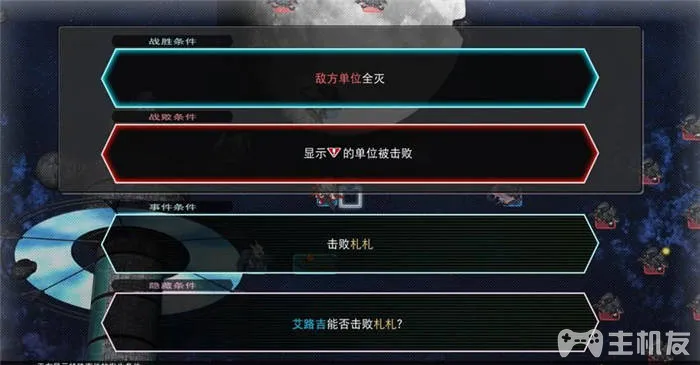 战胜条件
敌方单位全灭
战败条件
显示的单位被击败
事件条件
击败札札
隐藏条件
艾路吉能否击败札札？
主机友